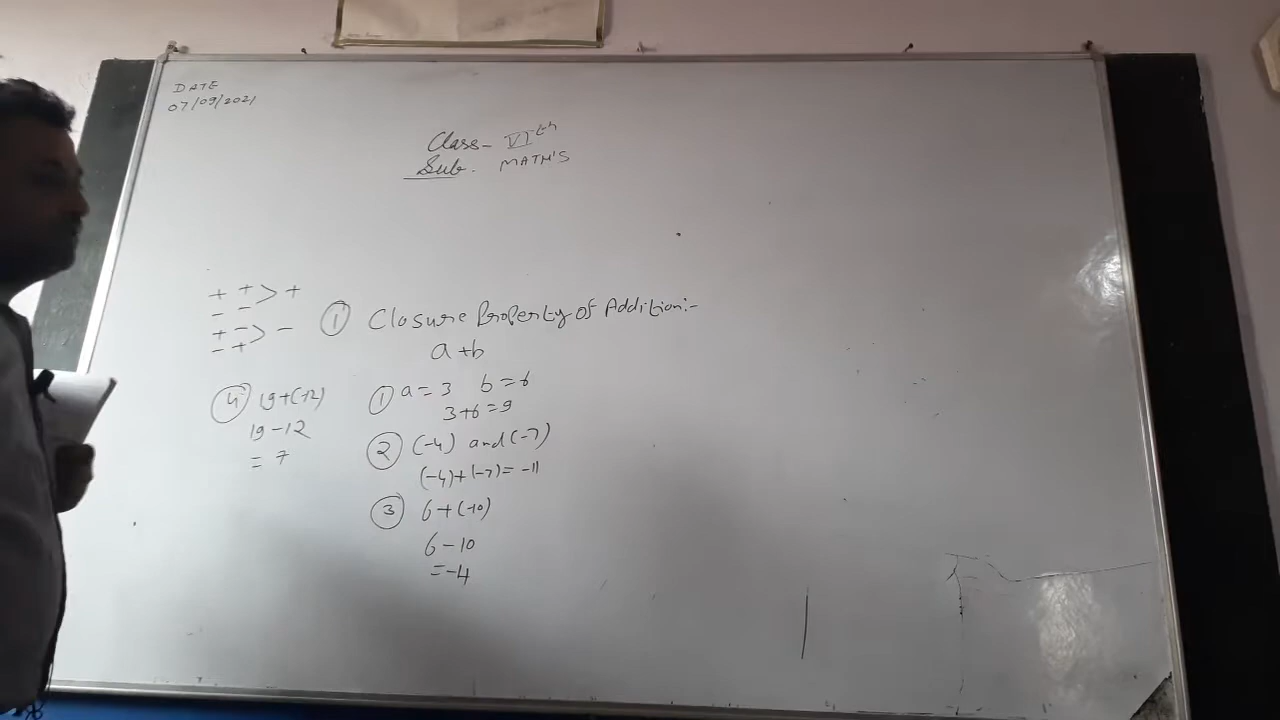 DATE
07/09/2021
Class- VIth
Sub. MATH'S
+ + > +
- -
+ - > -
- +
① Closure Property of Addition:-
a+b
① a=3 b=6
3+6=9
② (-4) and (-7)
(-4)+(-7)= -11
③ 6+(-10)
6-10
=-4
④ 19+(-12)
19-12
= 7